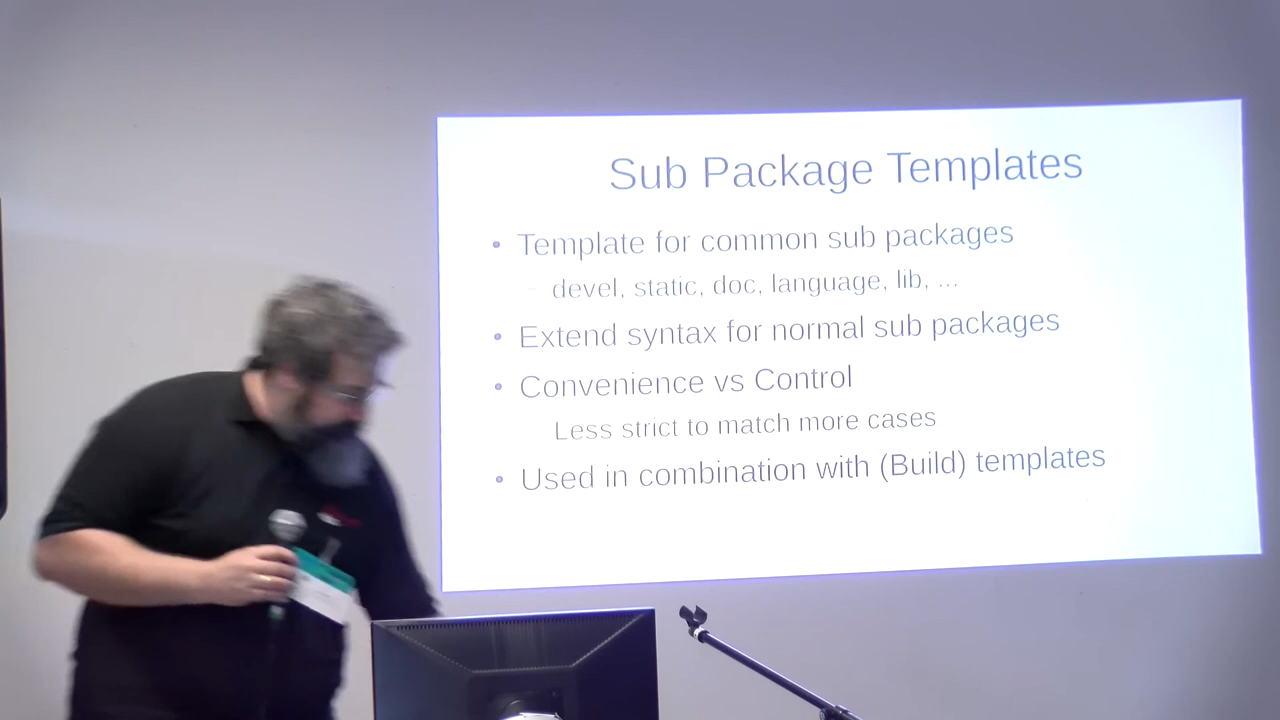 Sub Package Templates
• Template for common sub packages
– devel, static, doc, language, lib, ...
• Extend syntax for normal sub packages
• Convenience vs Control
Less strict to match more cases
• Used in combination with (Build) templates